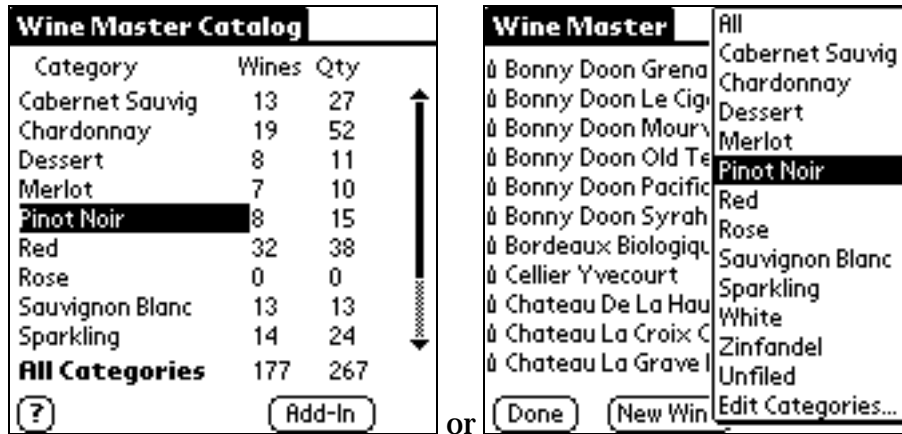 Wine Master Catalog
Category Wines Qty
Cabernet Sauvig 13 27
Chardonnay 19 52
Dessert 8 11
Merlot 7 10
Pinot Noir 8 15
Red 32 38
Rose 0 0
Sauvignon Blanc 13 13
Sparkling 14 24
All Categories 177 267
? Add-In
or
Wine Master
û Bonny Doon Grena
û Bonny Doon Le Cig
û Bonny Doon Mourv
û Bonny Doon Old Te
û Bonny Doon Pacific
û Bonny Doon Syrah
û Bordeaux Biologiqu
û Cellier Yvecourt
û Chateau De La Hau
û Chateau La Croix C
û Chateau La Grave
Done New Win
All
Cabernet Sauvig
Chardonnay
Dessert
Merlot
Pinot Noir
Red
Rose
Sauvignon Blanc
Sparkling
White
Zinfandel
Unfiled
Edit Categories...